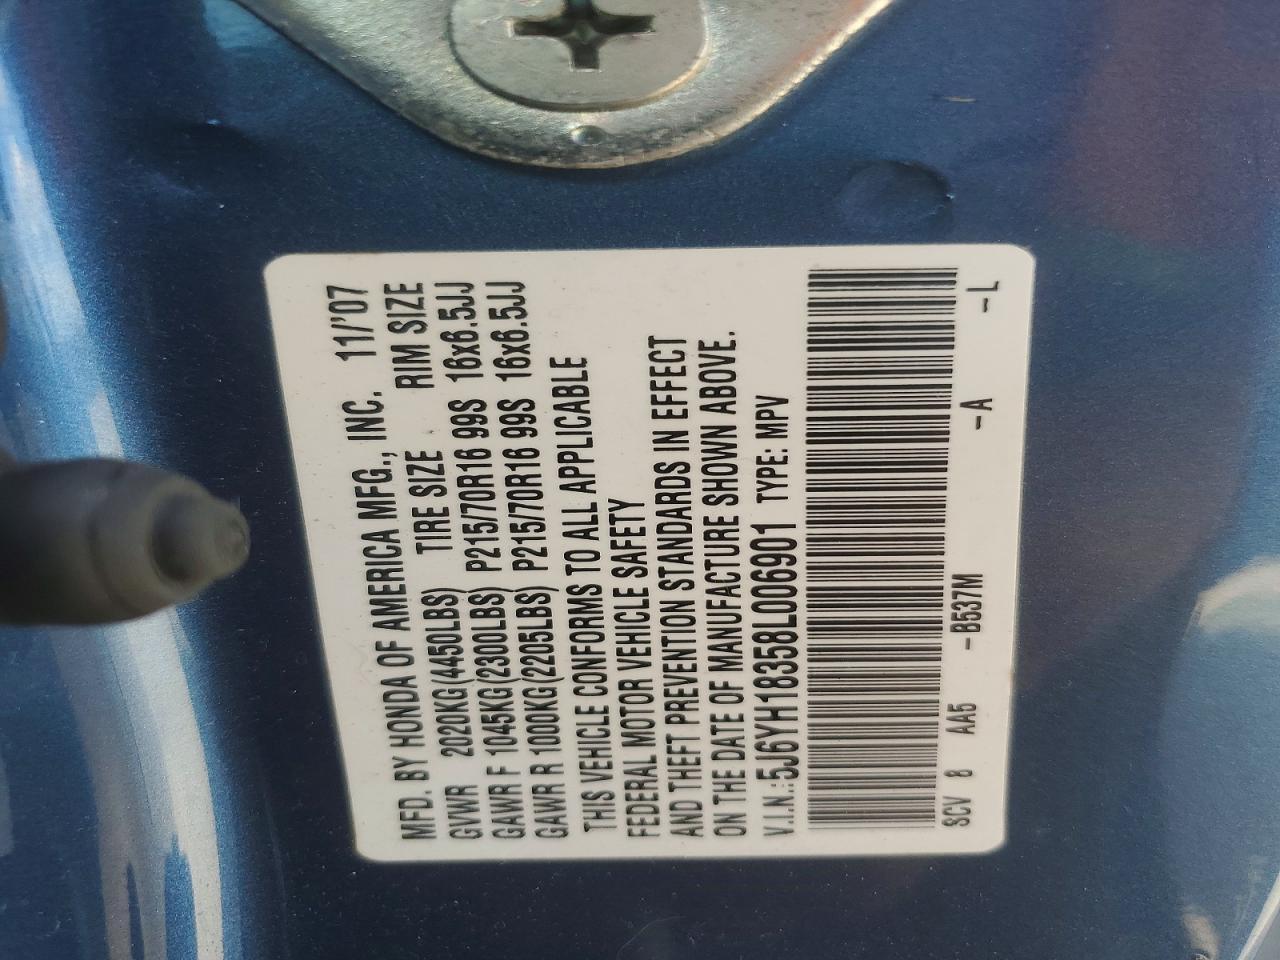 MFD. BY HONDA OF AMERICA MFG., INC. 11/'07
GVWR 2020KG(4450LBS) TIRE SIZE RIM SIZE
GAWR F 1045KG(2300LBS) P215/70R16 99S 16x6.5JJ
GAWR R 1000KG(2205LBS) P215/70R16 99S 16x6.5JJ
THIS VEHICLE CONFORMS TO ALL APPLICABLE
FEDERAL MOTOR VEHICLE SAFETY
AND THEFT PREVENTION STANDARDS IN EFFECT
ON THE DATE OF MANUFACTURE SHOWN ABOVE.
V.I.N.:5J6YH18358L006901 TYPE: MPV
SCV 8 AA5 -B537M -A -L